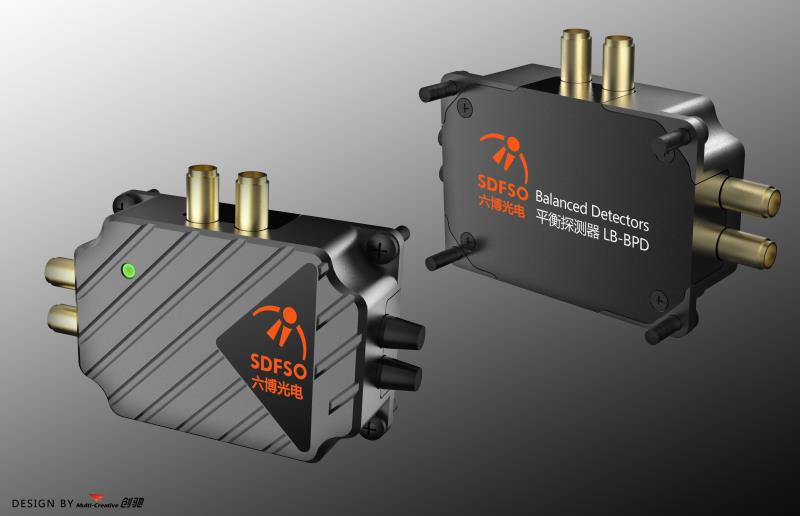 SDFSO
六博光电
Balanced Detectors
平衡探测器 LB-BPD
SDFSO
六博光电
DESIGN BY Multi-Creative 创驰